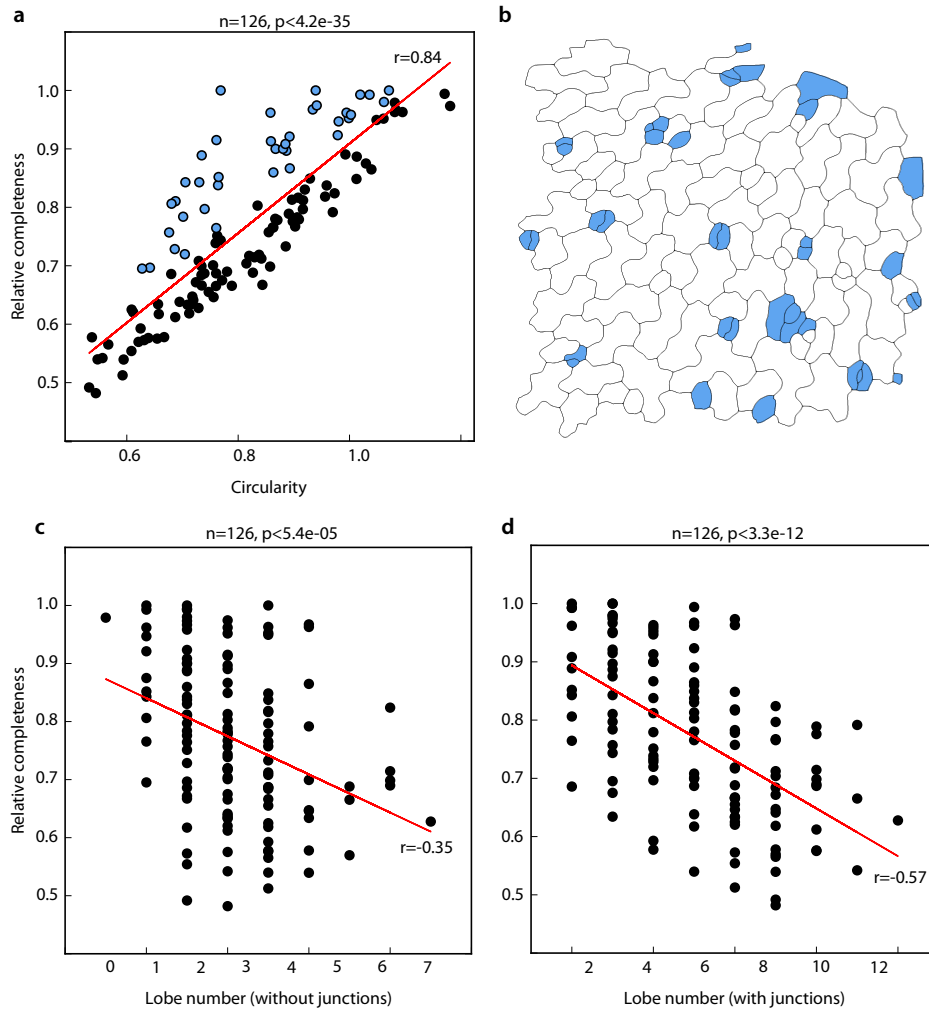 a
n=126, p<4.2e-35
r=0.84
1.0
0.9
0.8
0.7
0.6
0.5
Relative completeness
0.6
0.8
1.0
Circularity
b
c
n=126, p<5.4e-05
1.0
0.9
0.8
0.7
0.6
0.5
Relative completeness
r=-0.35
0 1 2 3 4 5 6 7
Lobe number (without junctions)
d
n=126, p<3.3e-12
1.0
0.9
0.8
0.7
0.6
0.5
r=-0.57
2 4 6 8 10 12
Lobe number (with junctions)